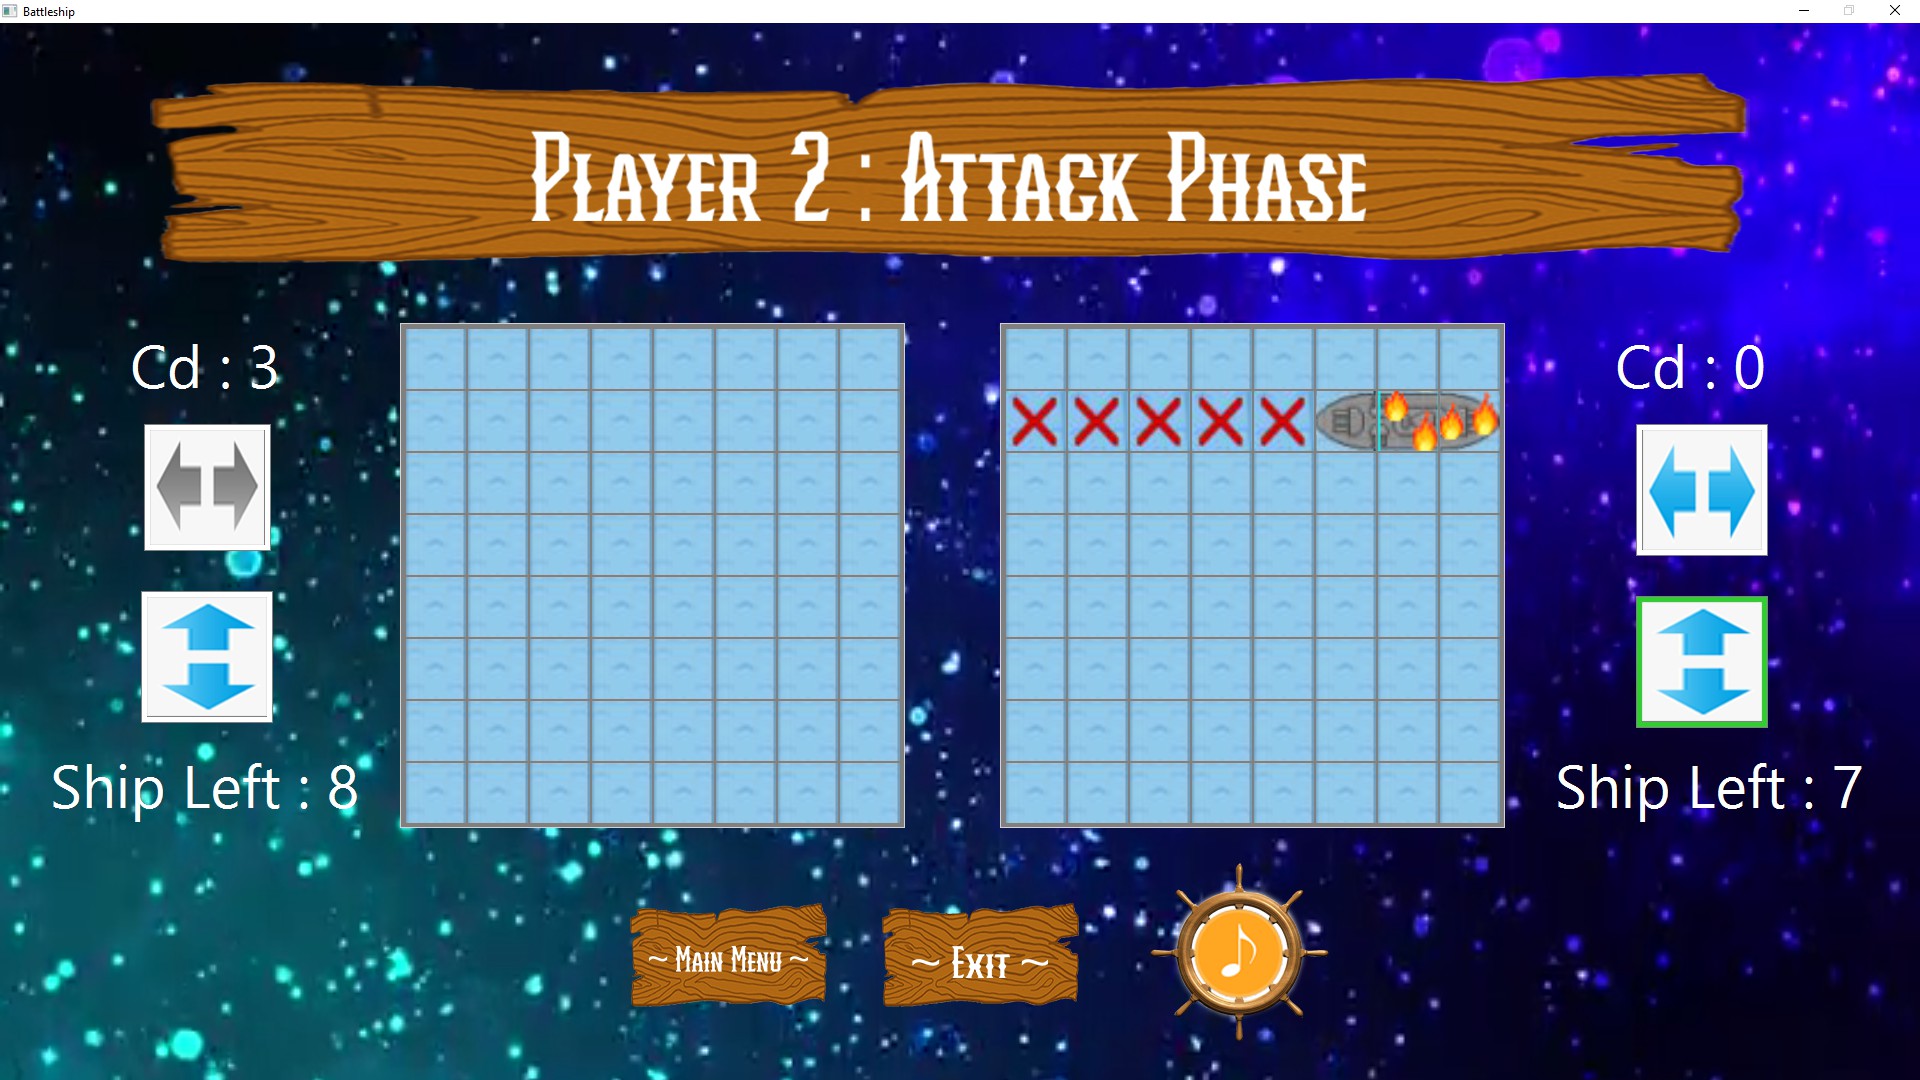 Battleship
Player 2 : Attack Phase
Cd : 3
Cd : 0
Ship Left : 8
Ship Left : 7
~ Main Menu ~
~ Exit ~